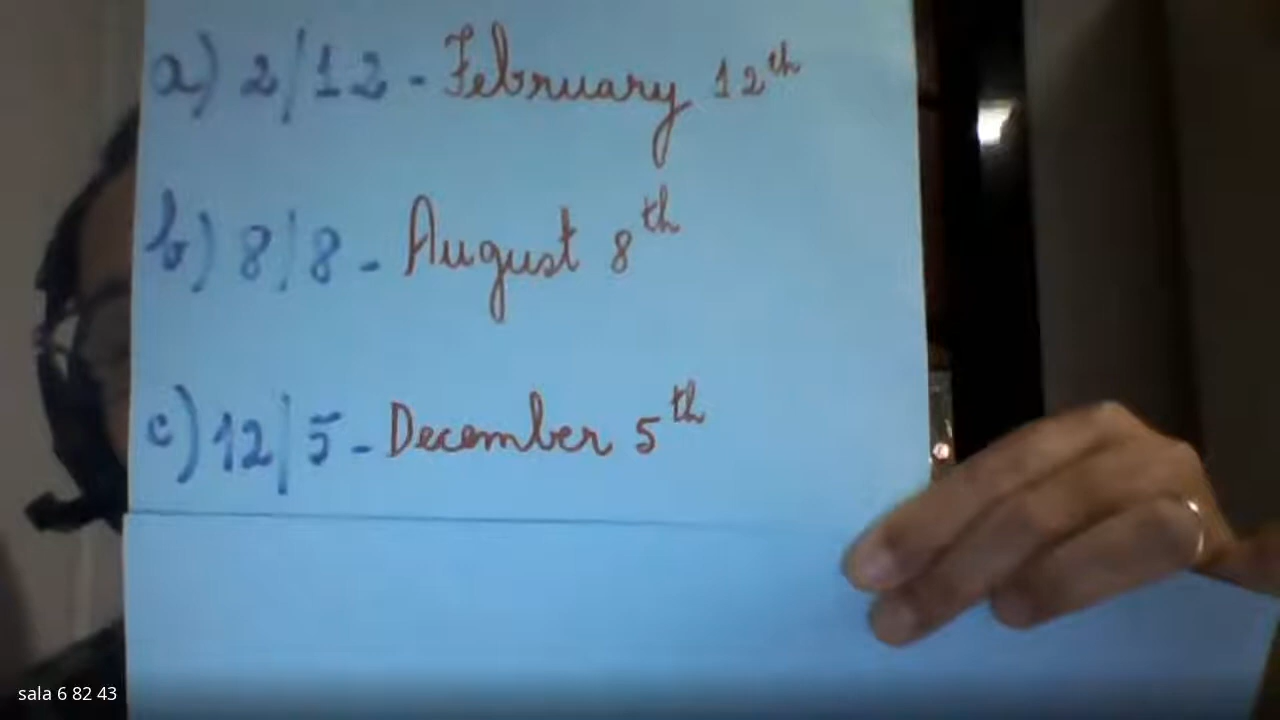 a) 2/12 - February 12th
b) 8/8 - August 8th
c) 12/5 - December 5th
sala 6 82 43